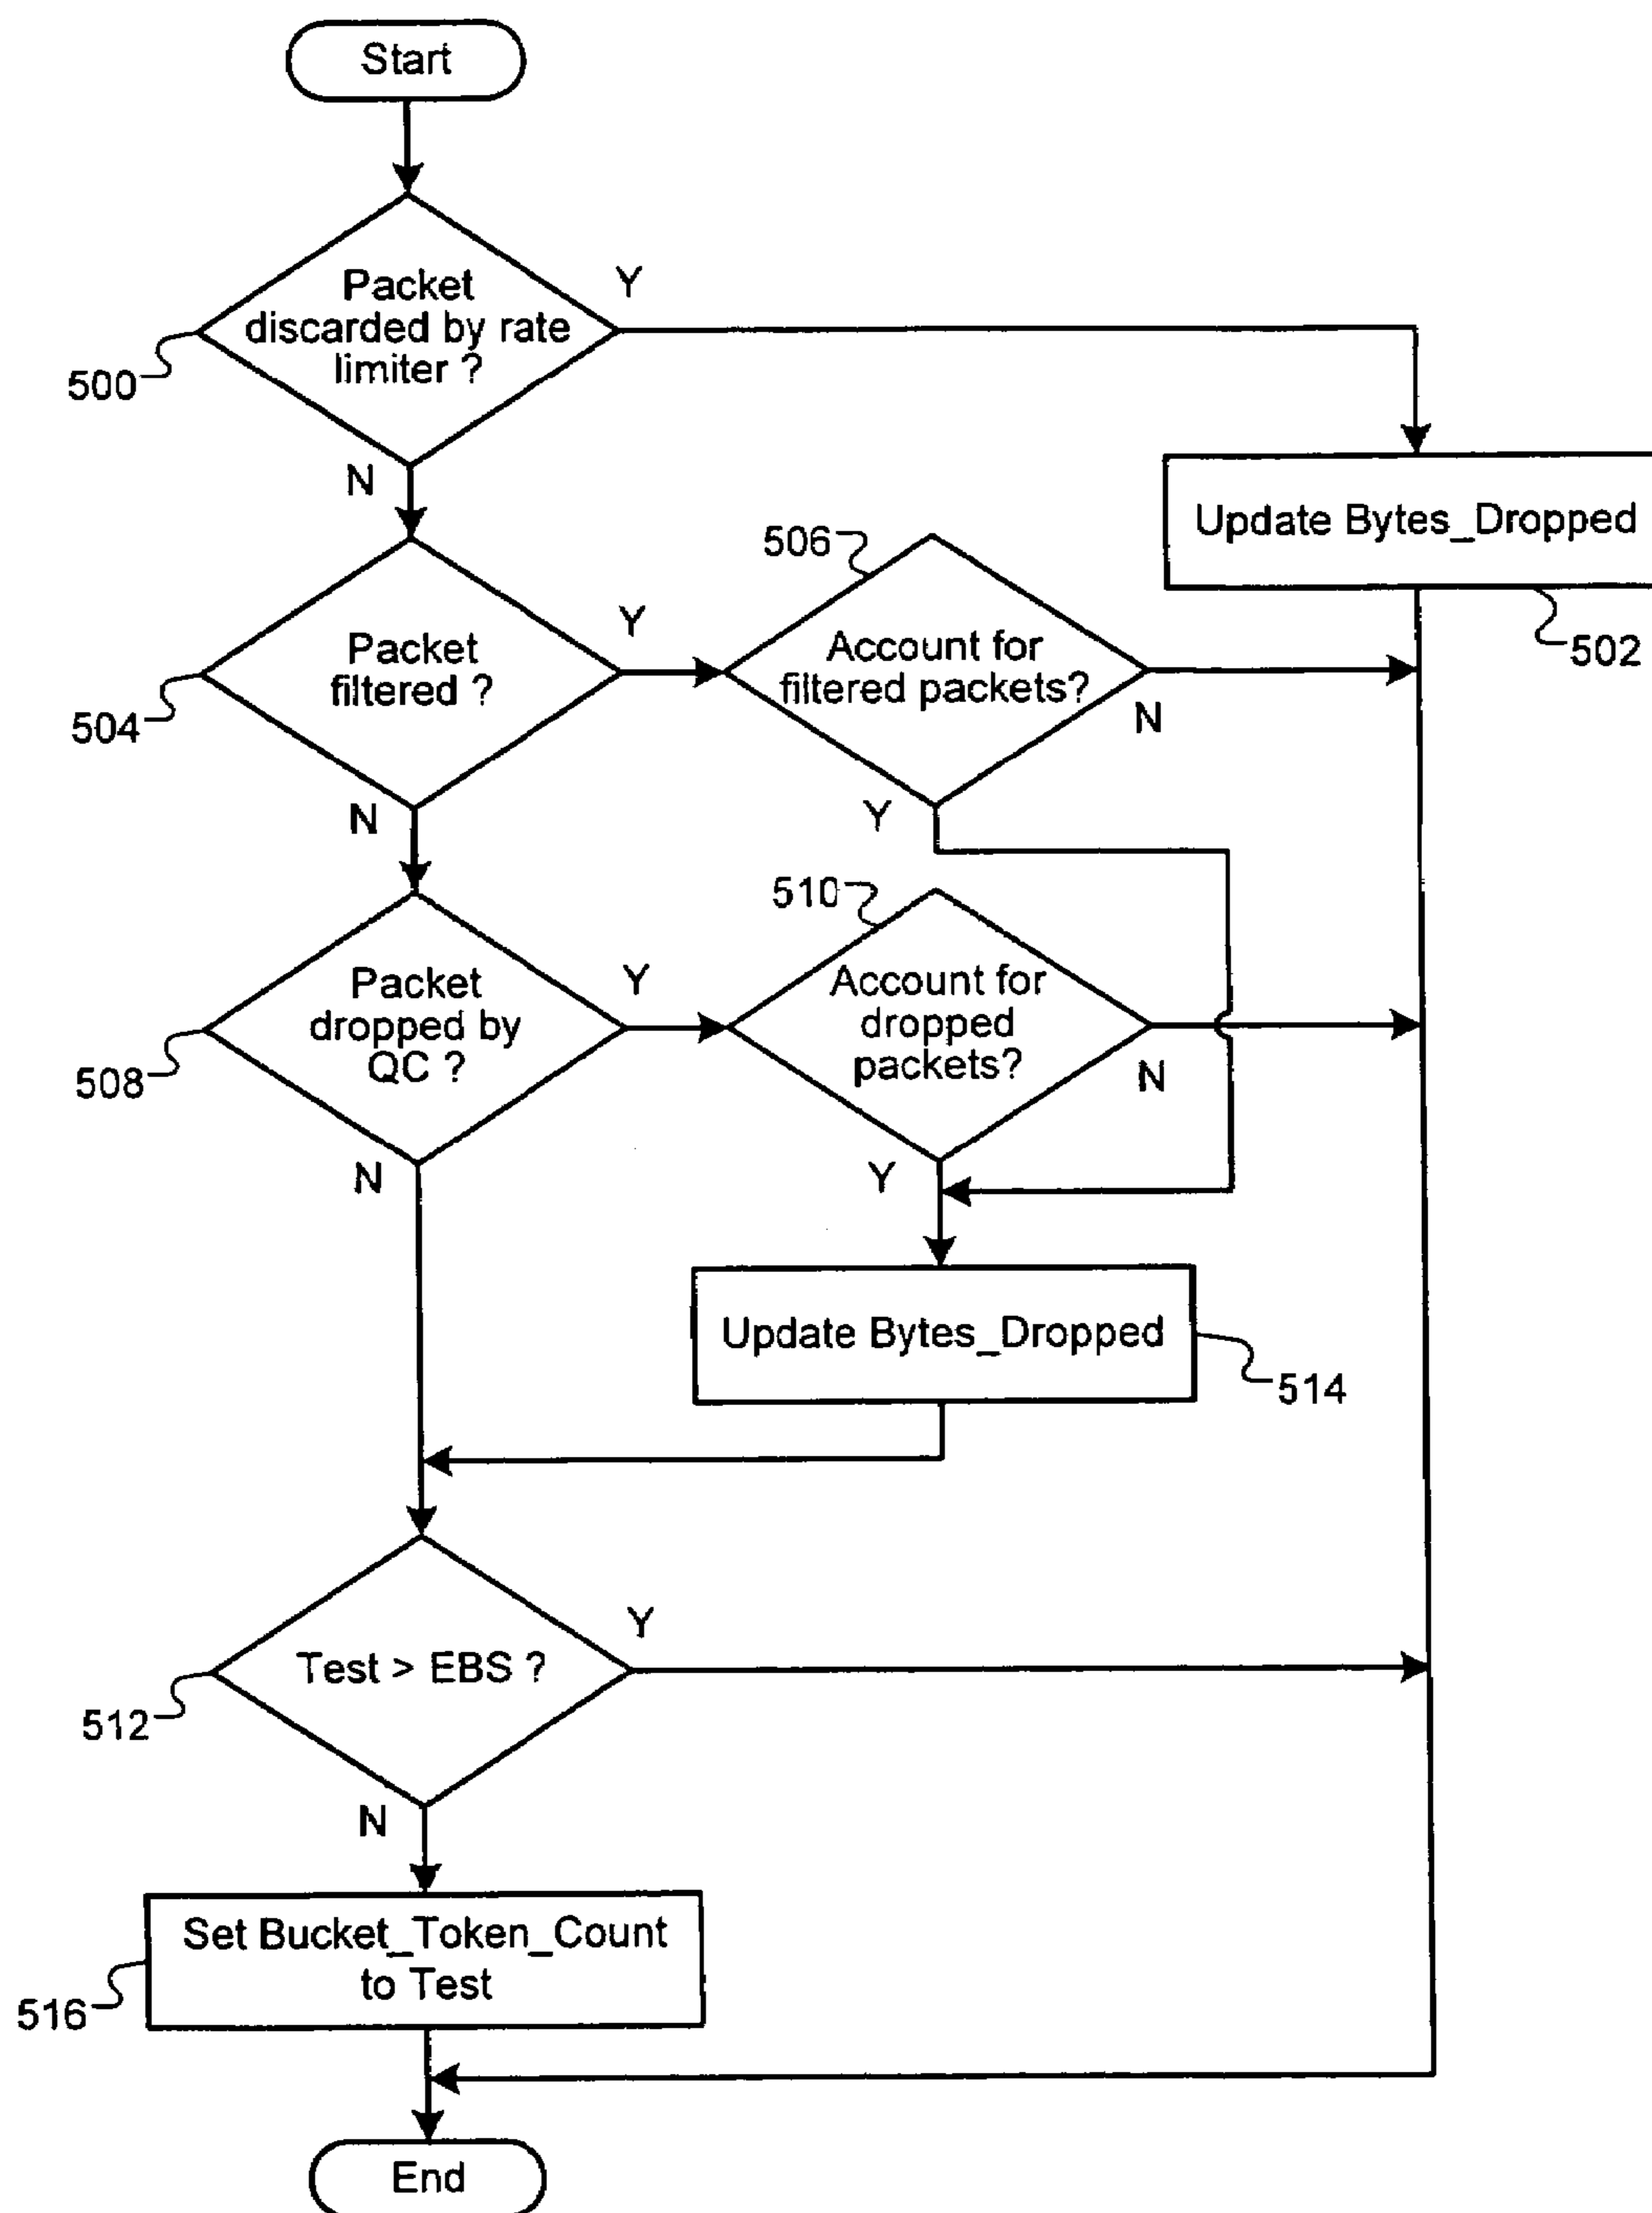 Start
Packet
discarded by rate
limiter ?
Y
500
N
Update Bytes_Dropped
502
506
Packet
filtered ?
Y
Account for
filtered packets?
N
504
N
Y
510
Packet
dropped by
QC ?
Y
Account for
dropped
packets?
N
508
N
Y
Update Bytes_Dropped
514
Test > EBS ?
Y
512
N
Set Bucket_Token_Count
to Test
516
End